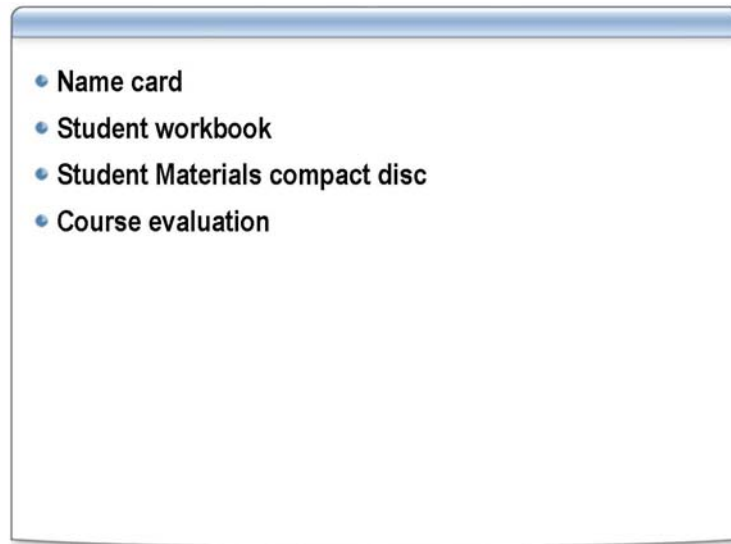 Name card
Student workbook
Student Materials compact disc
Course evaluation